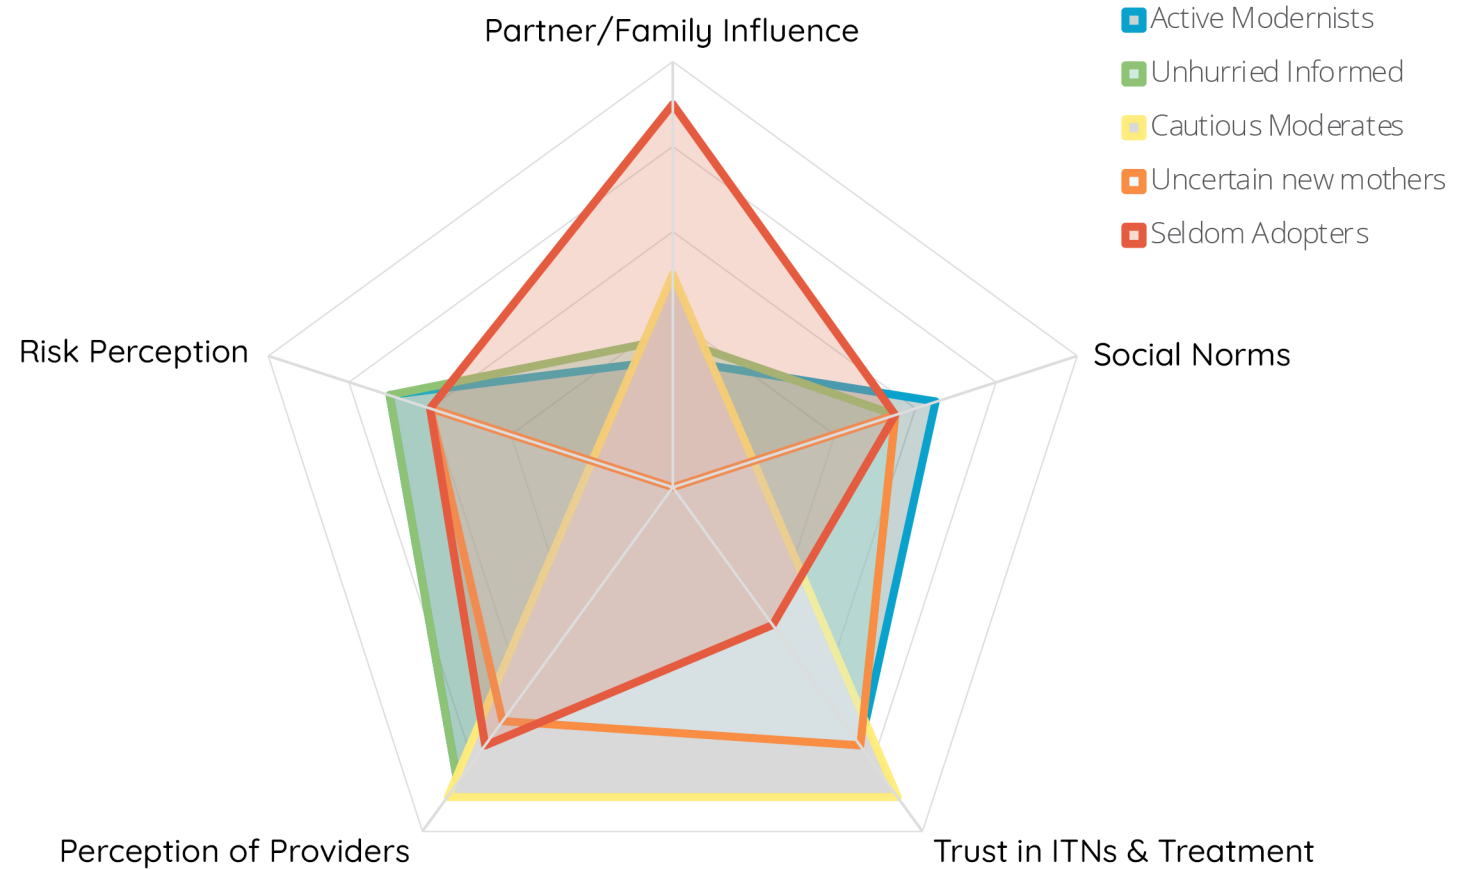 Partner/Family Influence
Active Modernists
Unhurried Informed
Cautious Moderates
Uncertain new mothers
Seldom Adopters
Risk Perception
Social Norms
Perception of Providers
Trust in ITNs & Treatment